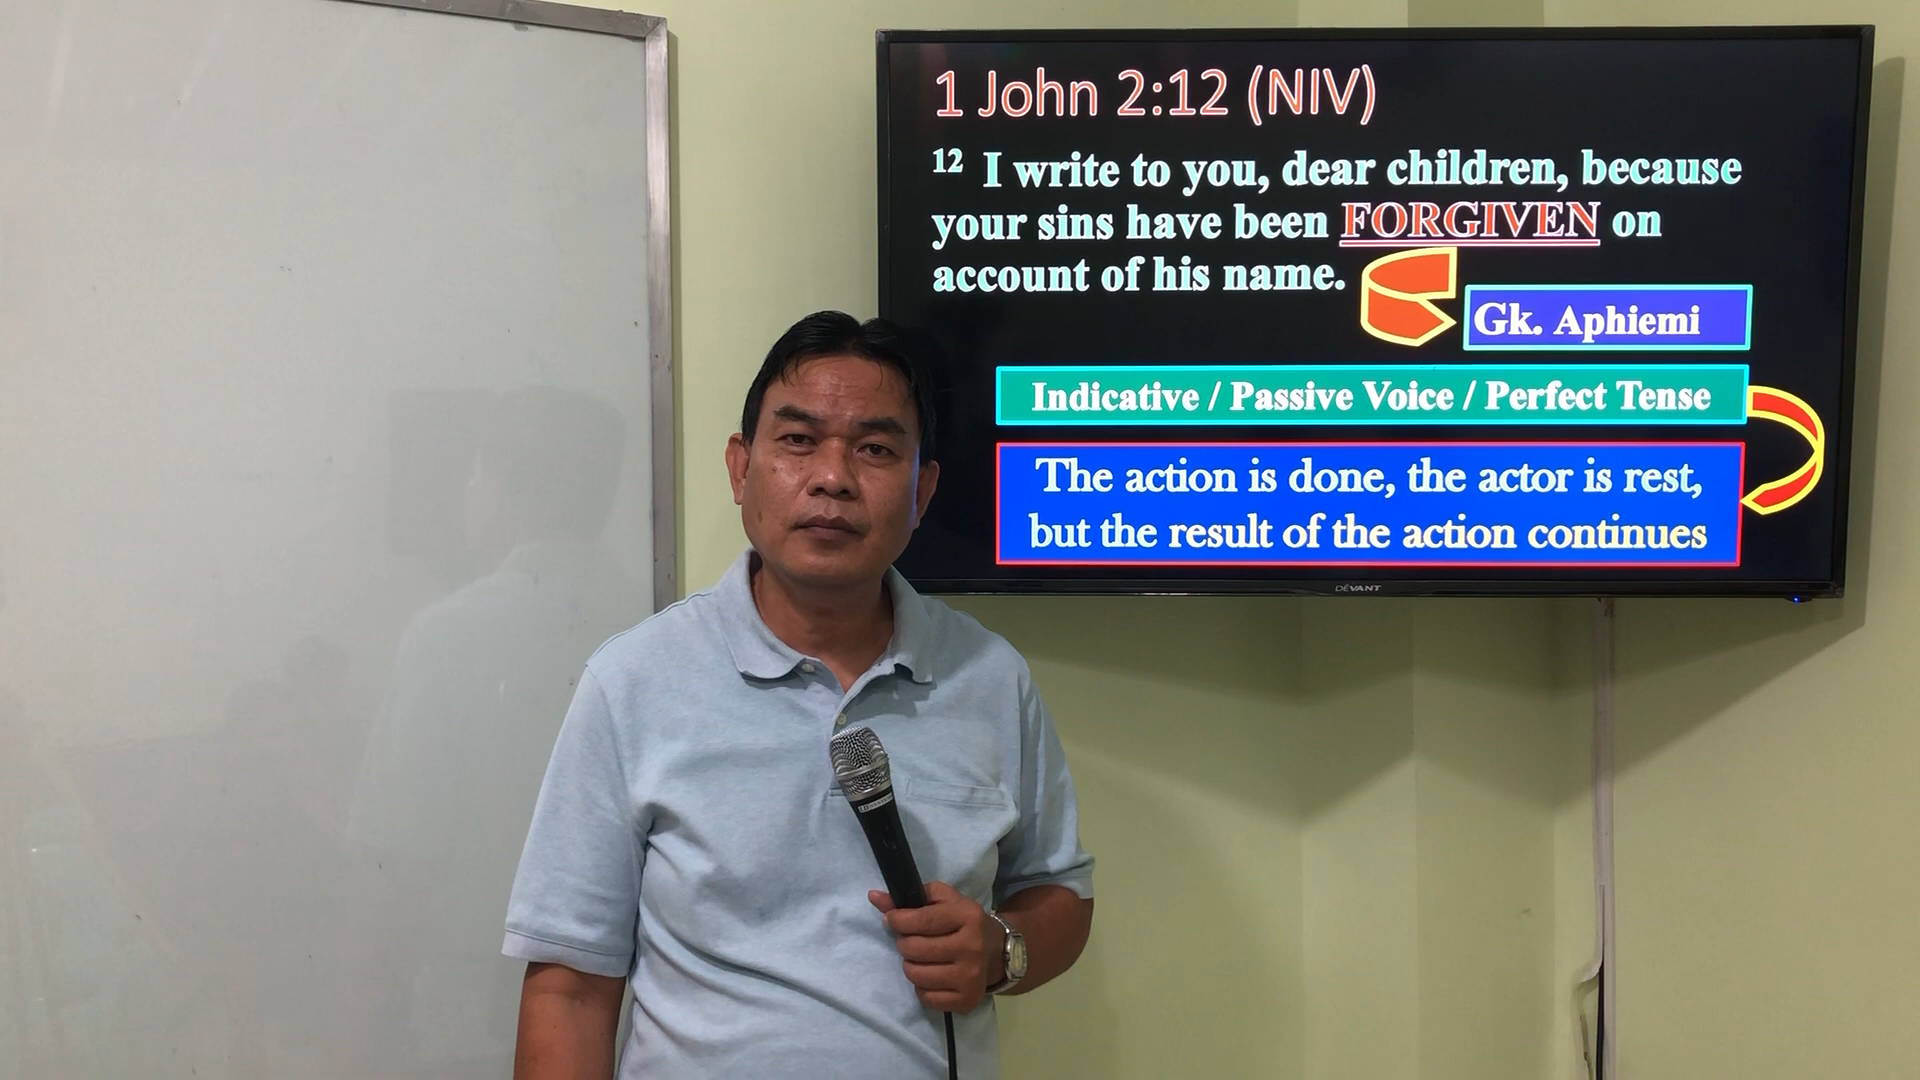 1 John 2:12 (NIV)
12 I write to you, dear children, because
your sins have been FORGIVEN on
account of his name.
Gk. Aphiemi
Indicative / Passive Voice / Perfect Tense
The action is done, the actor is rest,
but the result of the action continues
DEVANT